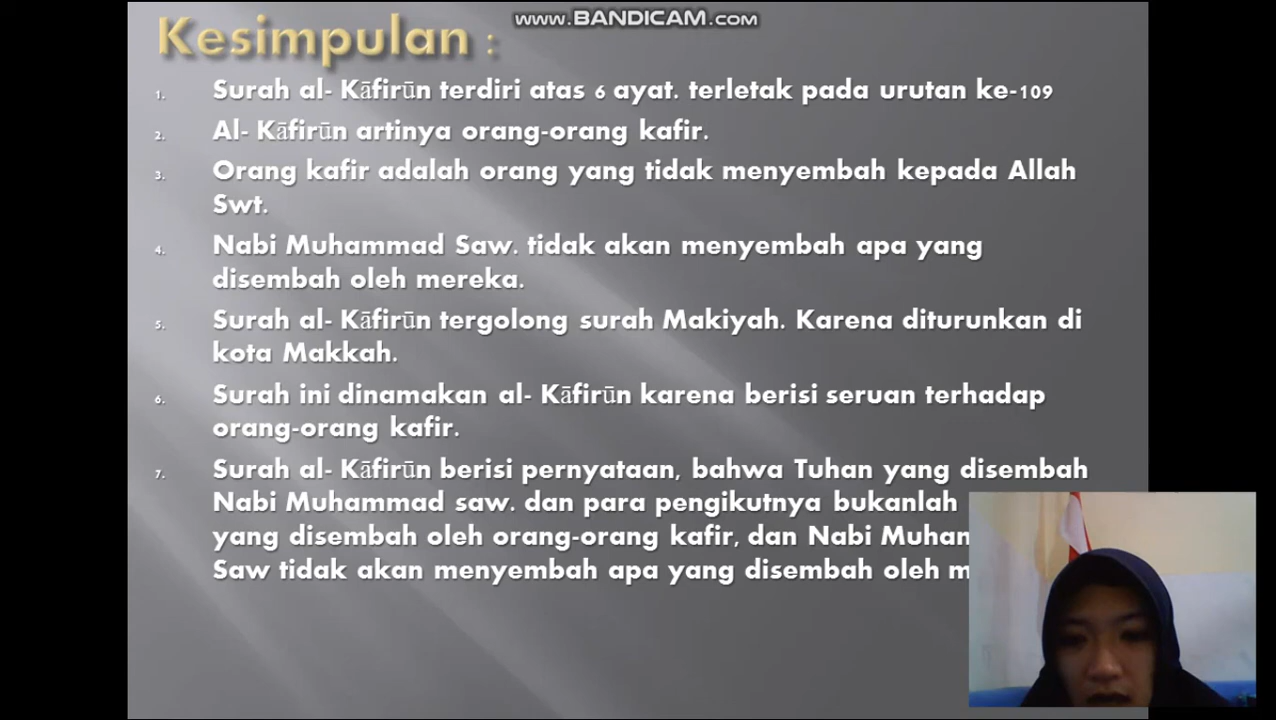 www.BANDICAM.com
Kesimpulan :
1. Surah al- Kāfirūn terdiri atas 6 ayat. terletak pada urutan ke-109
2. Al- Kāfirūn artinya orang-orang kafir.
3. Orang kafir adalah orang yang tidak menyembah kepada Allah
Swt.
4. Nabi Muhammad Saw. tidak akan menyembah apa yang
disembah oleh mereka.
5. Surah al- Kāfirūn tergolong surah Makiyah. Karena diturunkan di
kota Makkah.
6. Surah ini dinamakan al- Kāfirūn karena berisi seruan terhadap
orang-orang kafir.
7. Surah al- Kāfirūn berisi pernyataan, bahwa Tuhan yang disembah
Nabi Muhammad saw. dan para pengikutnya bukanlah
yang disembah oleh orang-orang kafir, dan Nabi
Saw tidak akan menyembah apa yang disembah oleh